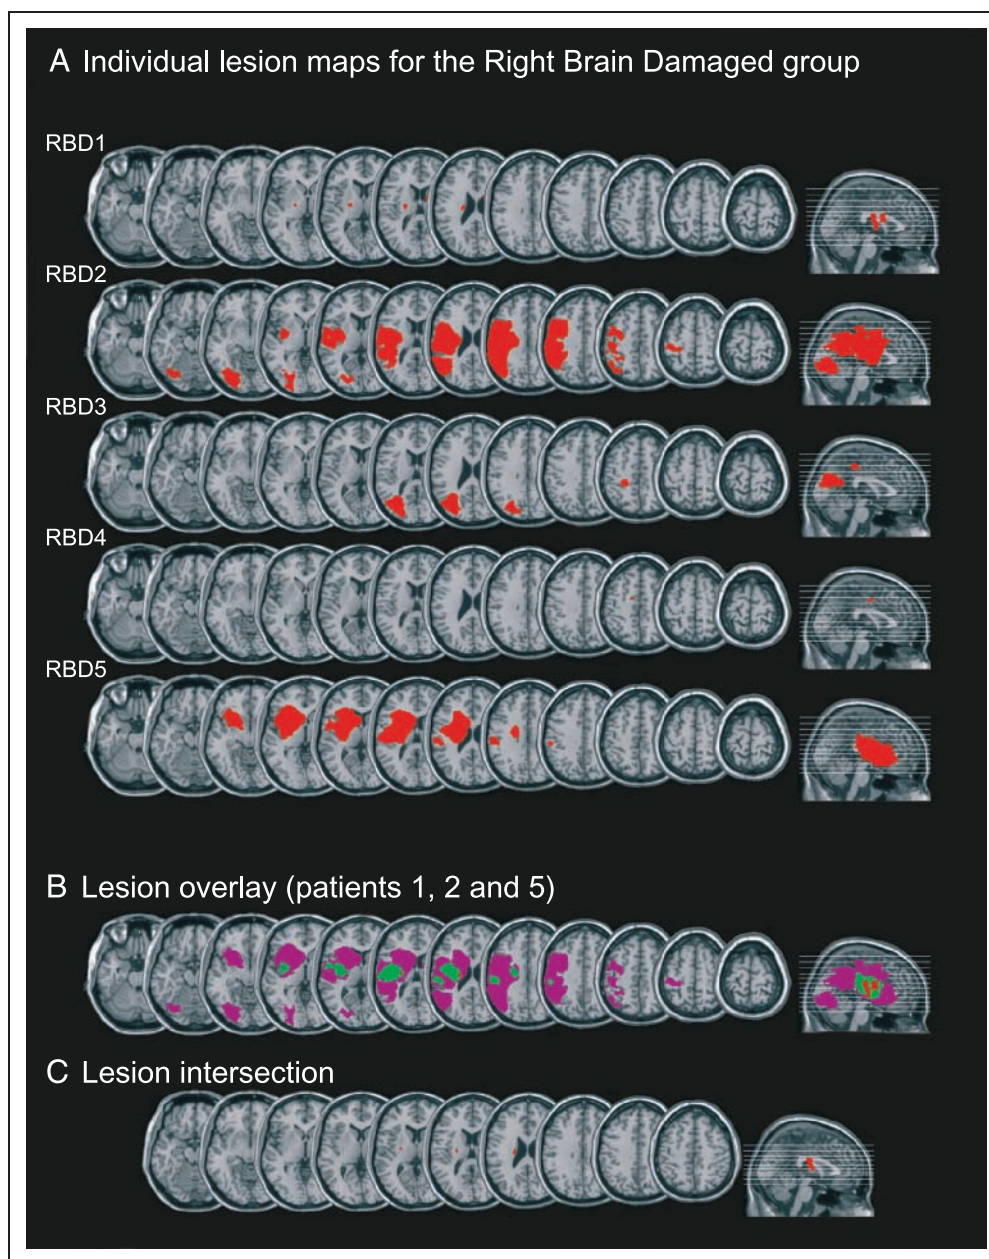 A Individual lesion maps for the Right Brain Damaged group
RBD1
RBD2
RBD3
RBD4
RBD5
B Lesion overlay (patients 1, 2 and 5)
C Lesion intersection